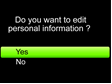 Do you want to edit
personal information ?
Yes
No